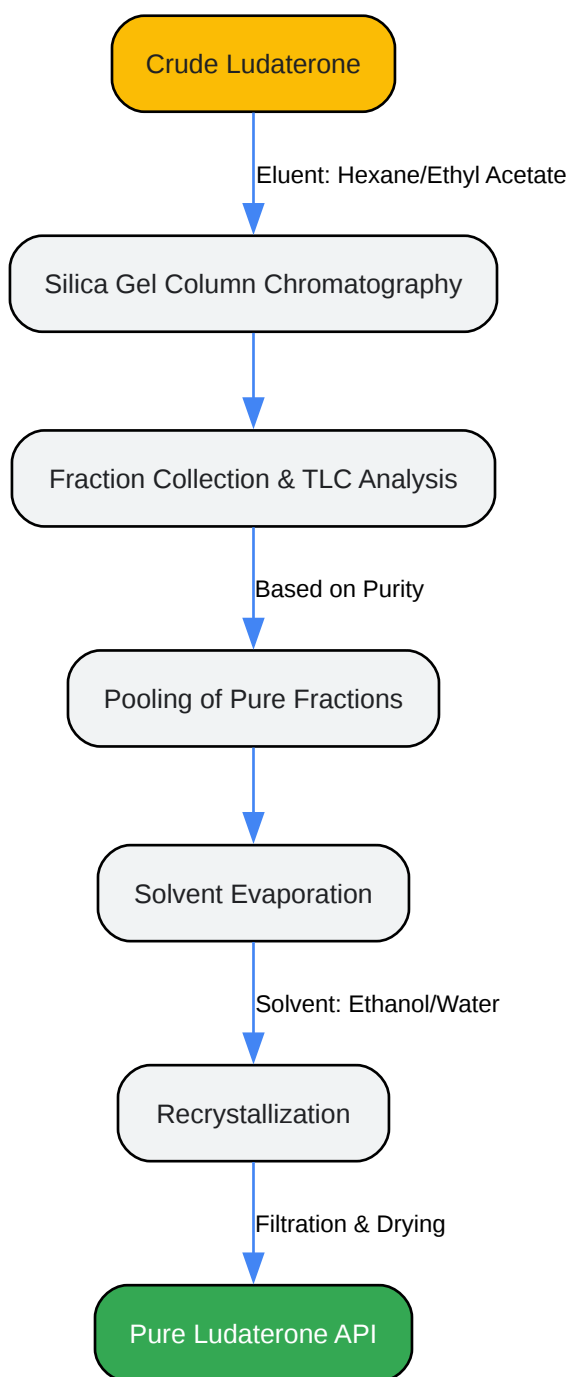 Crude Ludaterone
Eluent: Hexane/Ethyl Acetate
Silica Gel Column Chromatography
Fraction Collection & TLC Analysis
Based on Purity
Pooling of Pure Fractions
Solvent Evaporation
Solvent: Ethanol/Water
Recrystallization
Filtration & Drying
Pure Ludaterone API